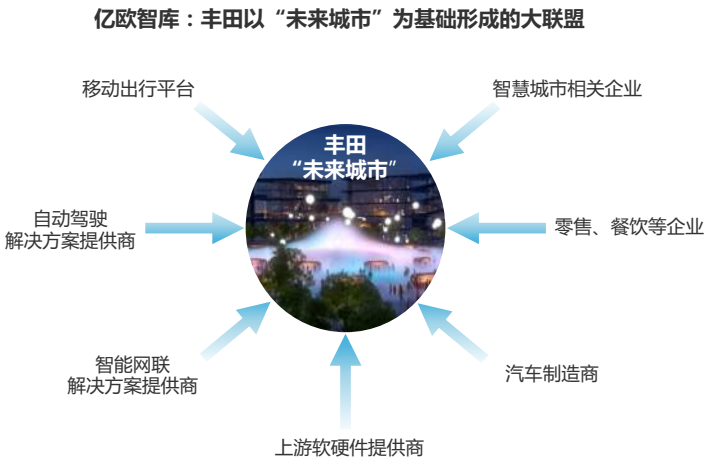 亿欧智库：丰田以“未来城市”为基础形成的大联盟
移动出行平台
智慧城市相关企业
丰田
“未来城市”
自动驾驶
解决方案提供商
零售、餐饮等企业
智能网联
解决方案提供商
汽车制造商
上游软硬件提供商